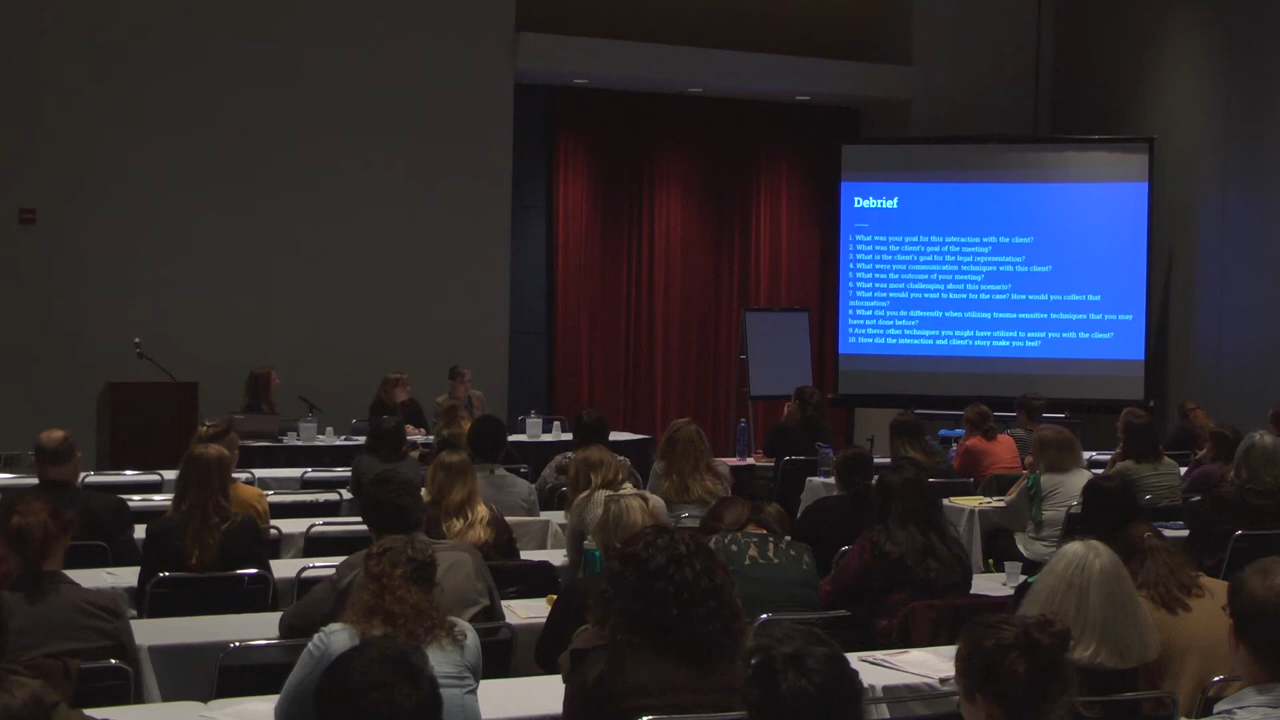 Debrief
1. What was your goal for this interaction with the client?
2. What was the client's goal of the meeting?
3. What is the client's goal for the legal representation?
4. What were your communication techniques with this client?
5. What was the outcome of your meeting?
6. What was most challenging about this scenario?
7. What else would you want to know for the case? How would you collect that
information?
8. What did you do differently when utilizing trauma-sensitive techniques that you may
have not done before?
9 Are there other techniques you might have utilized to assist you with the client?
10. How did the interaction and client's story make you feel?